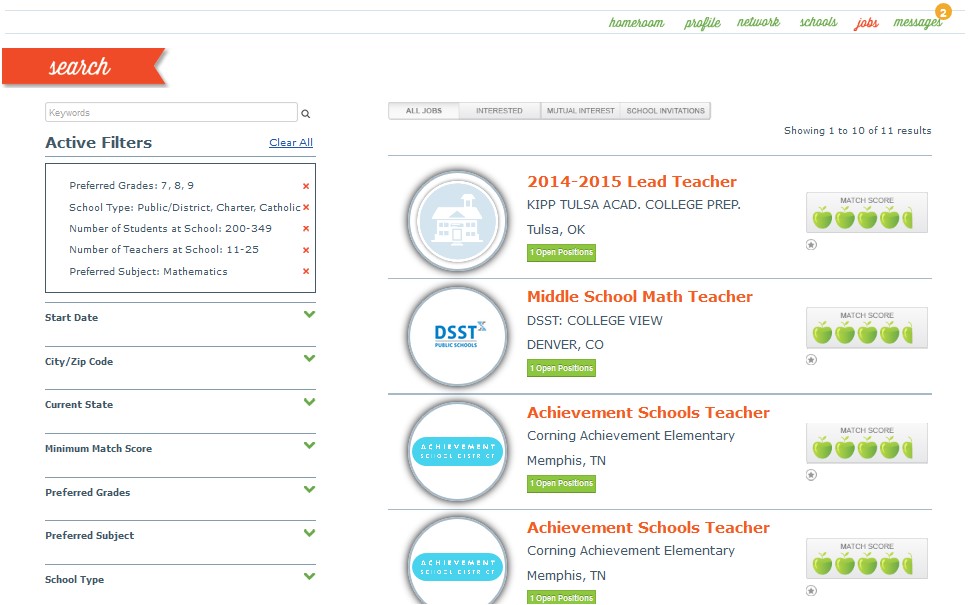 homeroom profile network schools jobs messages 2
search
Keywords
Active Filters Clear All
Preferred Grades: 7, 8, 9 ×
School Type: Public/District, Charter, Catholic ×
Number of Students at School: 200-349 ×
Number of Teachers at School: 11-25 ×
Preferred Subject: Mathematics ×
Start Date
City/Zip Code
Current State
Minimum Match Score
Preferred Grades
Preferred Subject
School Type
ALL JOBS INTERESTED MUTUAL INTEREST SCHOOL INVITATIONS
Showing 1 to 10 of 11 results
2014-2015 Lead Teacher
KIPP TULSA ACAD. COLLEGE PREP.
Tulsa, OK
1 Open Positions
MATCH SCORE
DSST
PUBLIC SCHOOLS
Middle School Math Teacher
DSST: COLLEGE VIEW
DENVER, CO
1 Open Positions
MATCH SCORE
ACHIEVEMENT
SCHOOL DISTRICT
Achievement Schools Teacher
Corning Achievement Elementary
Memphis, TN
1 Open Positions
MATCH SCORE
ACHIEVEMENT
SCHOOL DISTRICT
Achievement Schools Teacher
Corning Achievement Elementary
Memphis, TN
1 Open Positions
MATCH SCORE